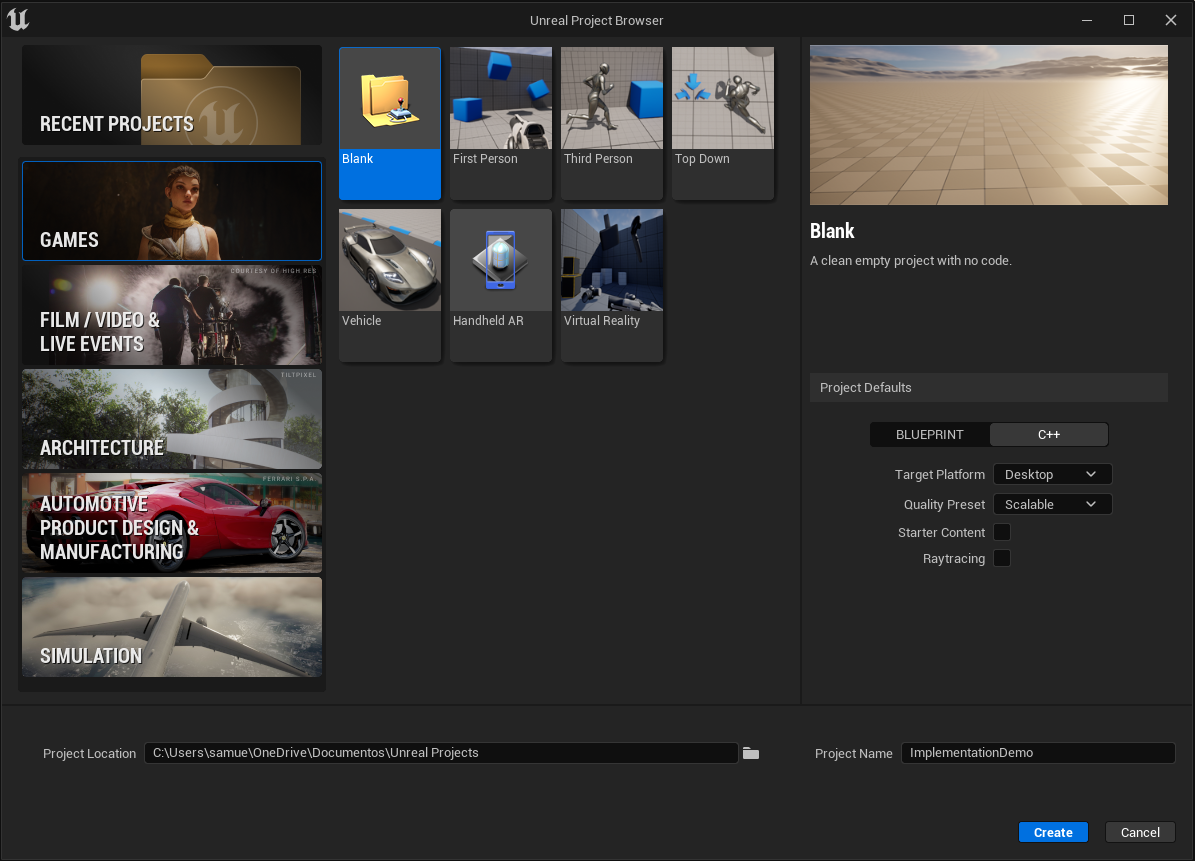 Unreal Project Browser
RECENT PROJECTS
GAMES
COURTESY OF HIGH RES
FILM / VIDEO &
LIVE EVENTS
TILTPIXEL
ARCHITECTURE
FERRARI S.P.A
AUTOMOTIVE
PRODUCT DESIGN &
MANUFACTURING
SIMULATION
Blank
First Person
Third Person
Top Down
Vehicle
Handheld AR
Virtual Reality
Blank
A clean empty project with no code.
Project Defaults
BLUEPRINT C++
Target Platform Desktop
Quality Preset Scalable
Starter Content
Raytracing
Project Location C:\Users\samue\OneDrive\Documentos\Unreal Projects
Project Name ImplementationDemo
Create Cancel